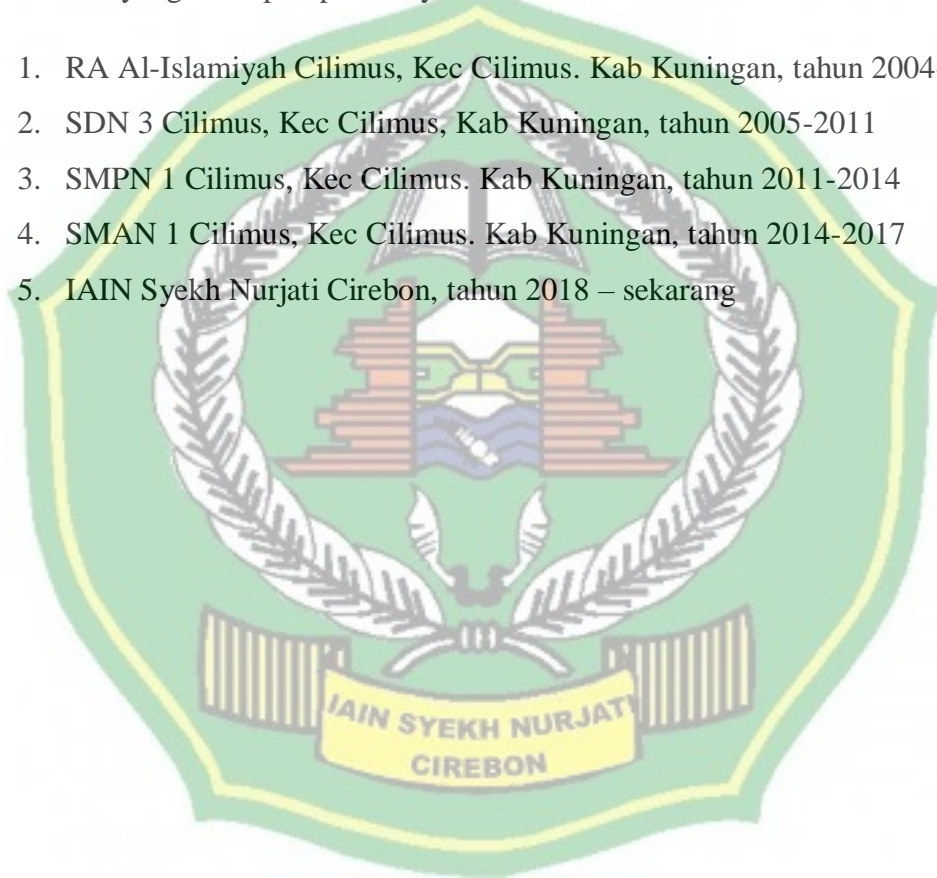 1. RA Al-Islamiyah Cilimus, Kec Cilimus. Kab Kuningan, tahun 2004
2. SDN 3 Cilimus, Kec Cilimus, Kab Kuningan, tahun 2005-2011
3. SMPN 1 Cilimus, Kec Cilimus. Kab Kuningan, tahun 2011-2014
4. SMAN 1 Cilimus, Kec Cilimus. Kab Kuningan, tahun 2014-2017
5. IAIN Syekh Nurjati Cirebon, tahun 2018 – sekarang
IAIN SYEKH NURJATI
CIREBON